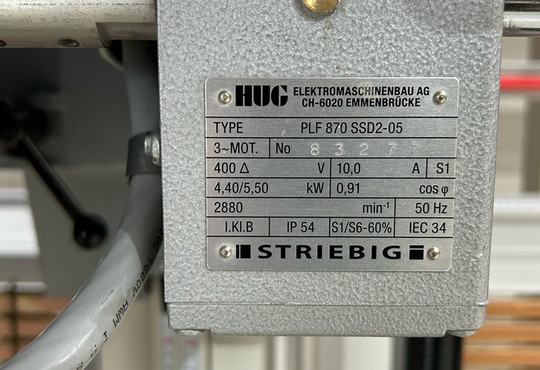 HUG ELEKTROMASCHINENBAU AG
CH-6020 EMMENBRÜCKE
TYPE PLF 870 SSD2-05
3~MOT. No 83277
400 Δ V 10,0 A S1
4,40/5,50 kW 0,91 cos φ
2880 min⁻¹ 50 Hz
I.Kl.B IP 54 S1/S6-60% IEC 34
STRIEBIG